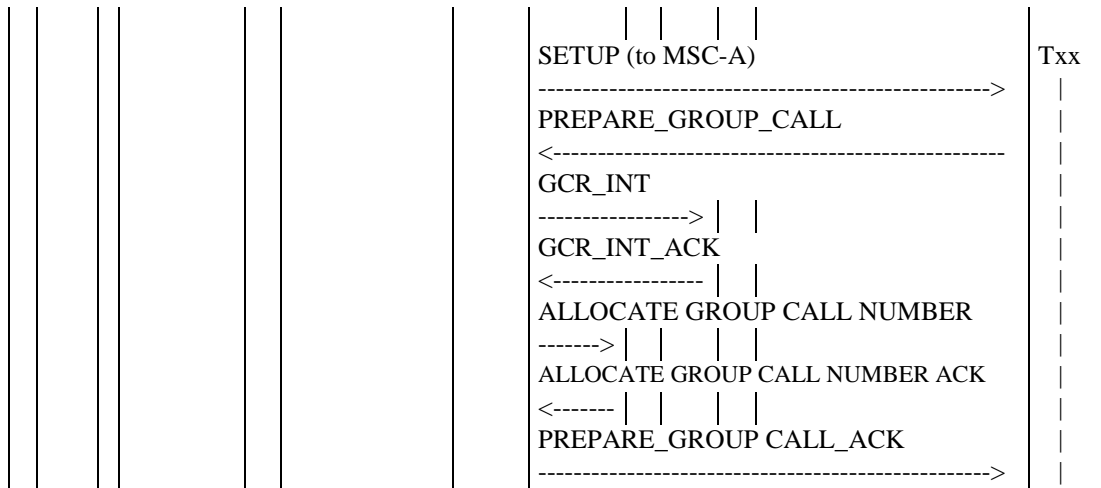 SETUP (to MSC-A) Txx
---------------------------------------------------->
PREPARE_GROUP_CALL
<----------------------------------------------------
GCR_INT
----------------->
GCR_INT_ACK
<-----------------
ALLOCATE GROUP CALL NUMBER
------->
ALLOCATE GROUP CALL NUMBER ACK
<-------
PREPARE_GROUP CALL_ACK
---------------------------------------------------->